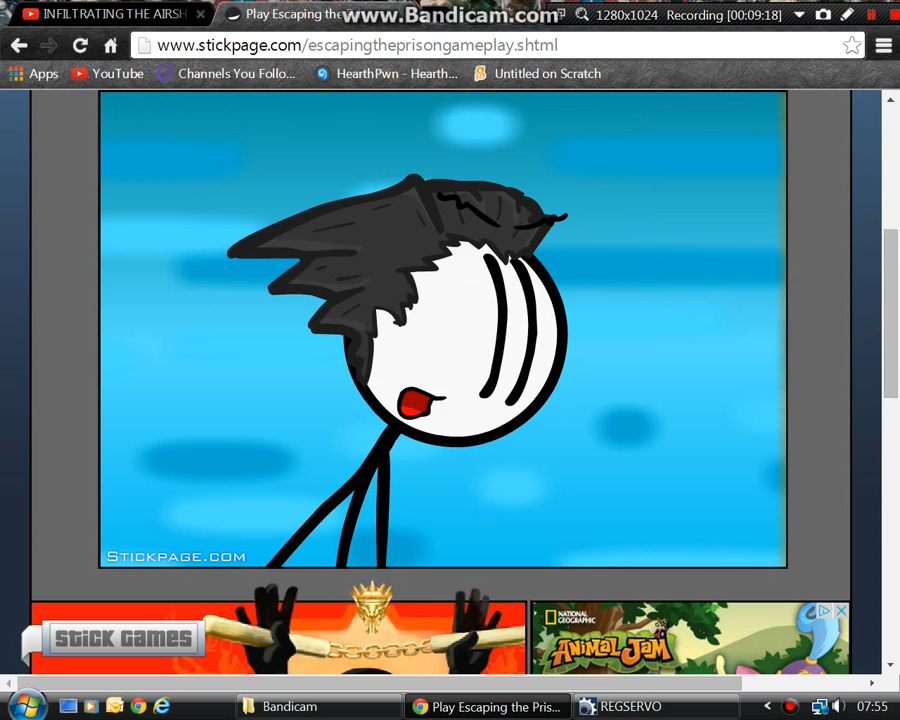 INFILTRATING THE AIRSH
Play Escaping the
www.Bandicam.com
1280x1024
Recording [00:09:18]
www.stickpage.com/escapingtheprisongameplay.shtml
Apps
YouTube
Channels You Follo...
HearthPwn - Hearth...
Untitled on Scratch
STICKPAGE.COM
STICK GAMES
NATIONAL GEOGRAPHIC
ANIMAL JAM
Bandicam
Play Escaping the Pris...
REGSERVO
07:55